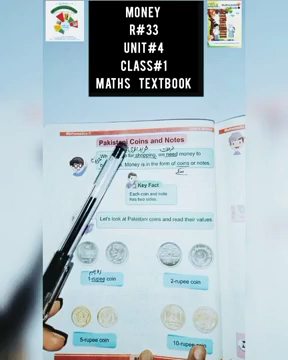 MONEY
R#33
UNIT#4
CLASS#1
MATHS TEXTBOOK
Pakistani Coins and Notes
shopping, we need money to
Money is in the form of coins or notes.
Key Fact
Each coin and note
has two sides.
Let's look at Pakistani coins and read their values
1-rupee coin
2-rupee coin
5-rupee coin
10-rupee coin